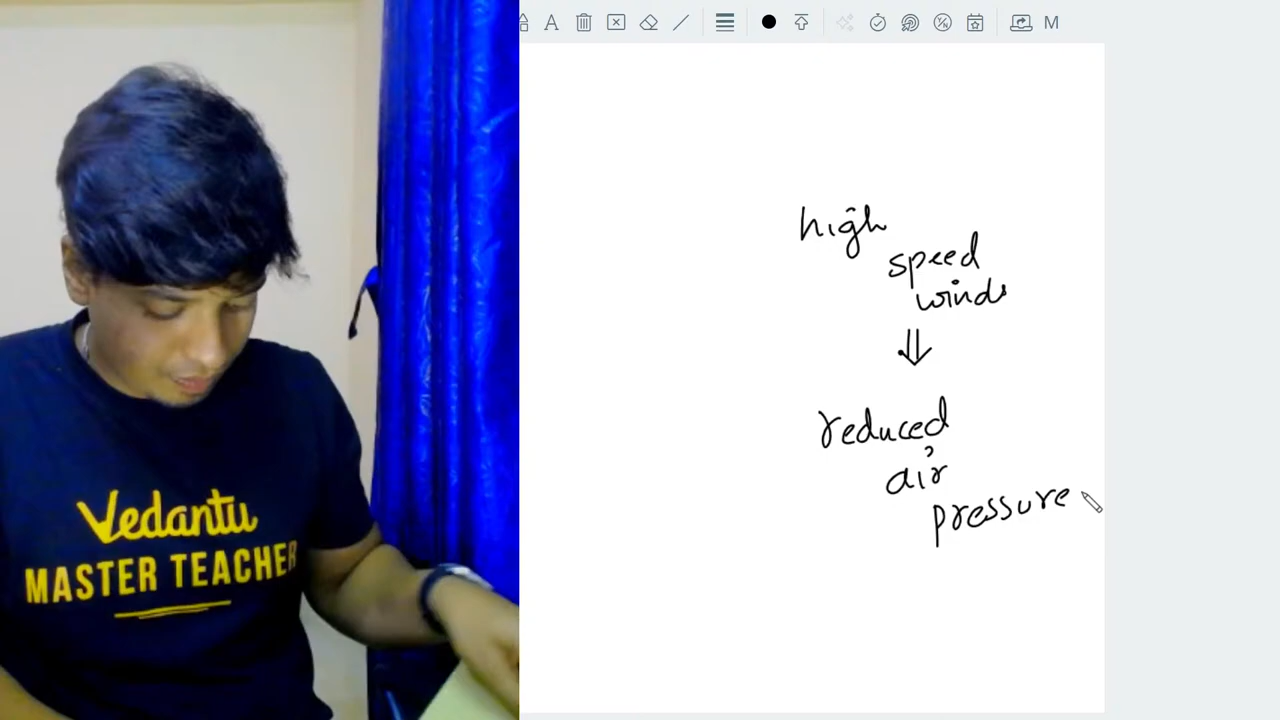 Vedantu
MASTER TEACHER
A
M
high
speed
winds
⇓
reduced
air
pressure